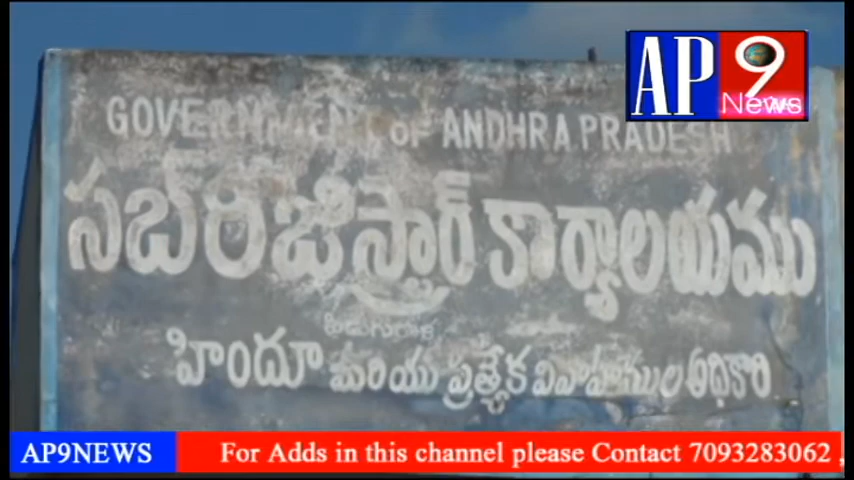 AP 9 News
GOVERNMENT OF ANDHRA PRADESH
సబ్ రిజిస్ట్రార్ కార్యాలయము
పిడుగురాళ్ల
హిందూ మరియు ప్రత్యేక వివాహముల అధికారి
AP9NEWS For Adds in this channel please Contact 7093283062 ,